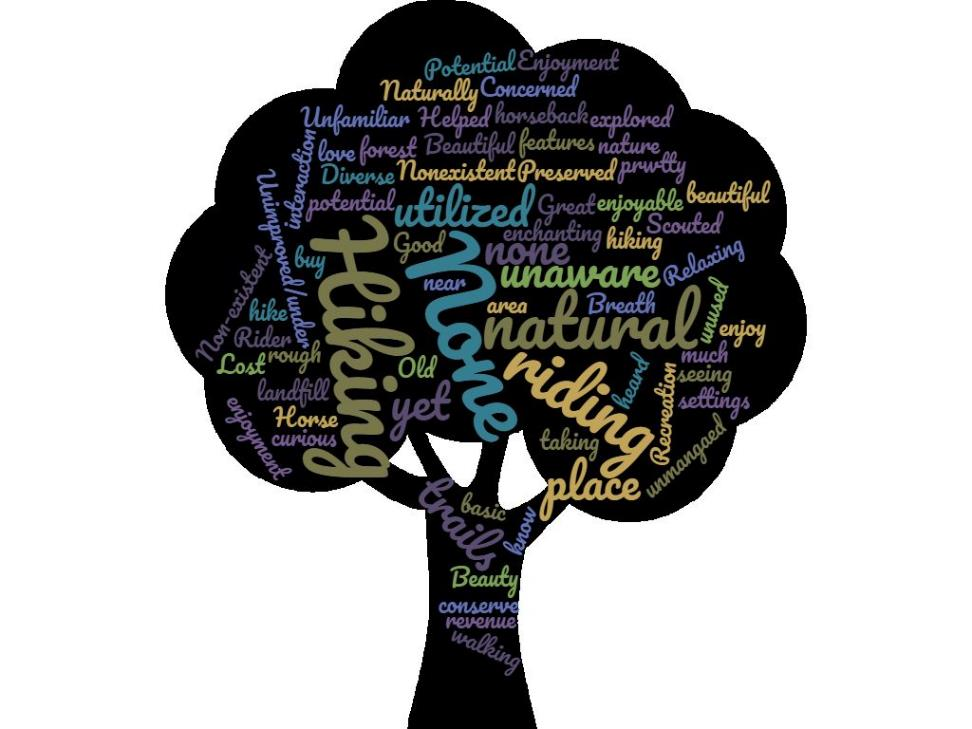 Potential Enjoyment
Naturally Concerned
Unfamiliar Helped horseback explored
love forest Beautiful features nature
interaction
Diverse Nonexistent Preserved prwtty
potential utilized Great enjoyable beautiful
enchanting hiking Scouted
Good none
buy near unaware Relaxing
Non-existent
Hiking
None
area Breath
natural unused
hike enjoy
Rider
Lost rough Old much
riding heard seeing
landfill yet settings
Recreation
Horse
curious taking
enjoyment
place unmangaed
trails basic
know
Beauty
conserve
revenue
walking